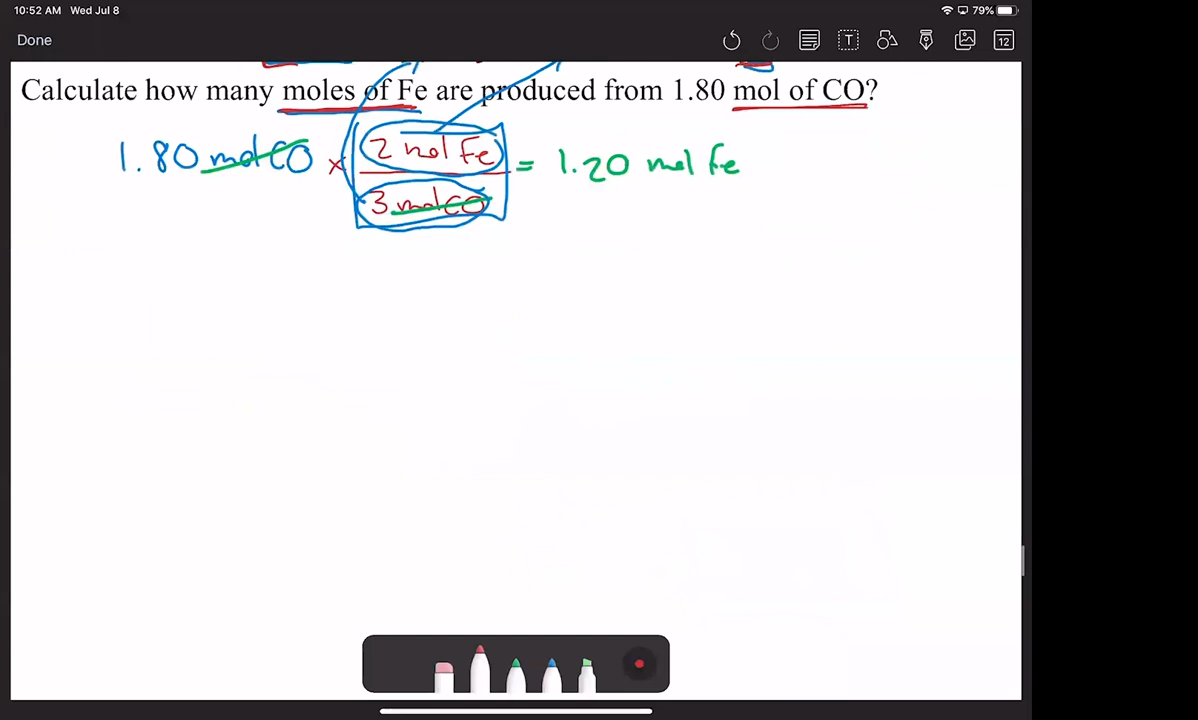 10:52 AM Wed Jul 8 79%
Done 12
Calculate how many moles of Fe are produced from 1.80 mol of CO?
1.80 mol CO × 2 mol Fe = 1.20 mol Fe
3 mol CO